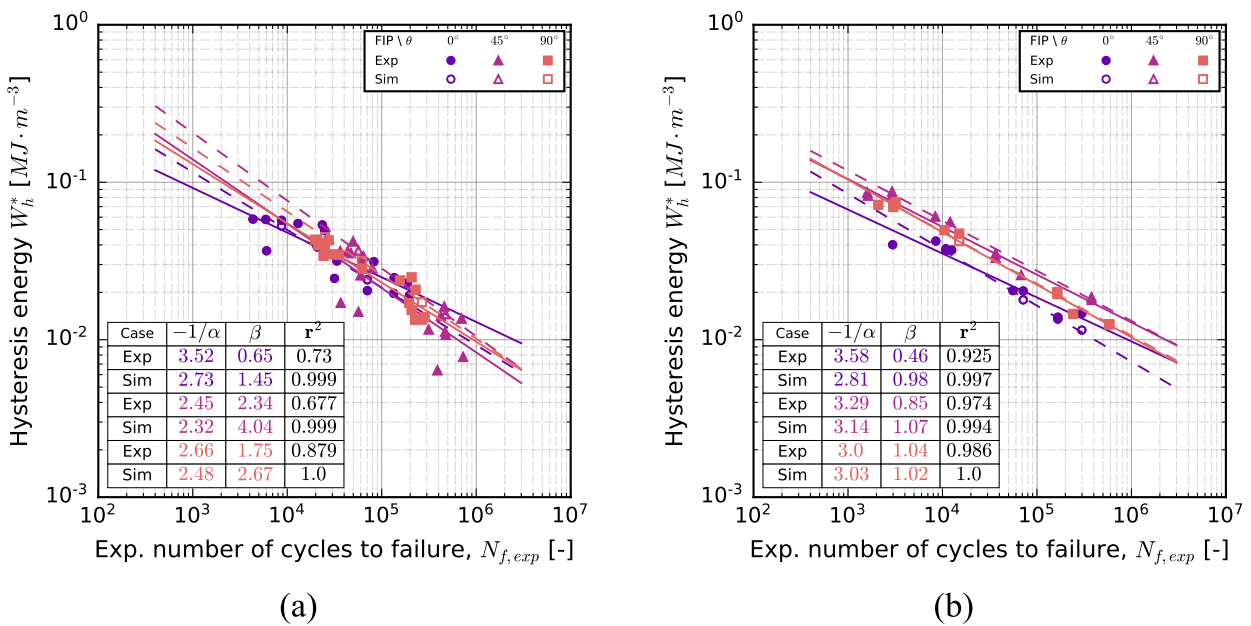 10^0
10^-1
10^-2
10^-3
Hysteresis energy W_h^* [MJ · m^-3]
FIP \ θ 0° 45° 90°
Exp
Sim
Case −1/α β r^2
Exp 3.52 0.65 0.73
Sim 2.73 1.45 0.999
Exp 2.45 2.34 0.677
Sim 2.32 4.04 0.999
Exp 2.66 1.75 0.879
Sim 2.48 2.67 1.0
10^2 10^3 10^4 10^5 10^6 10^7
Exp. number of cycles to failure, N_f,exp [-]
(a)
10^0
10^-1
10^-2
10^-3
Hysteresis energy W_h^* [MJ · m^-3]
FIP \ θ 0° 45° 90°
Exp
Sim
Case −1/α β r^2
Exp 3.58 0.46 0.925
Sim 2.81 0.98 0.997
Exp 3.29 0.85 0.974
Sim 3.14 1.07 0.994
Exp 3.0 1.04 0.986
Sim 3.03 1.02 1.0
10^2 10^3 10^4 10^5 10^6 10^7
Exp. number of cycles to failure, N_f,exp [-]
(b)